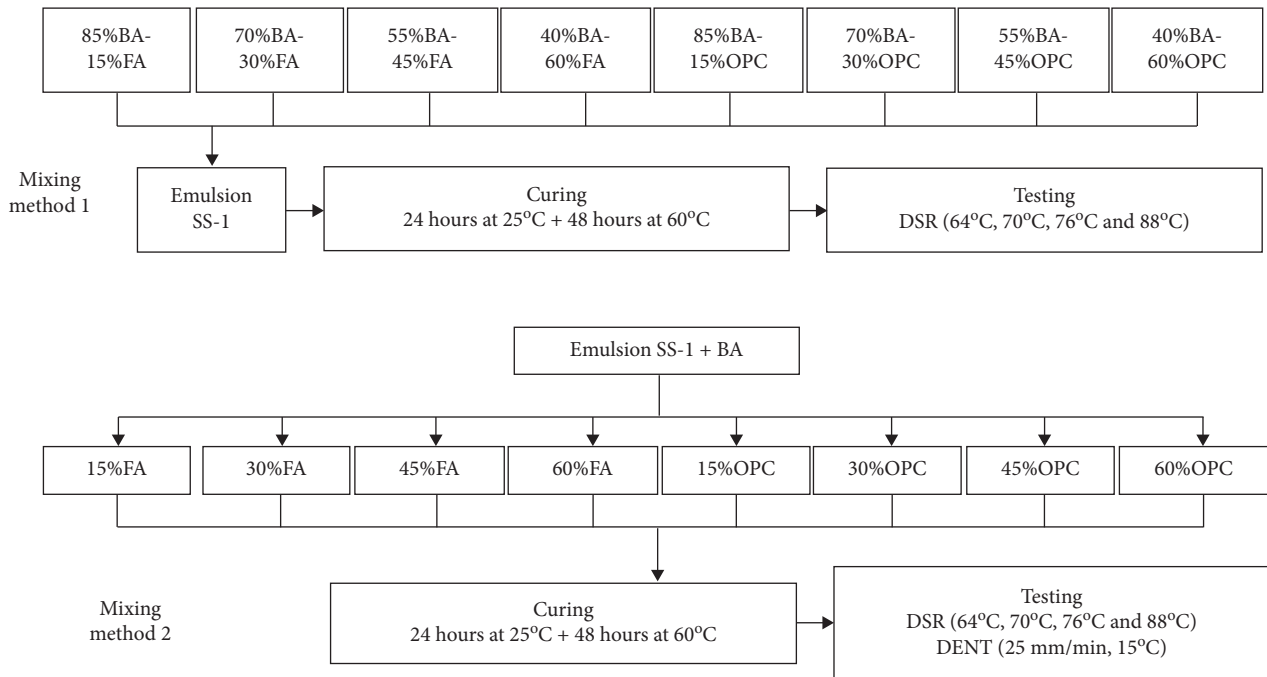 85%BA-
15%FA
70%BA-
30%FA
55%BA-
45%FA
40%BA-
60%FA
85%BA-
15%OPC
70%BA-
30%OPC
55%BA-
45%OPC
40%BA-
60%OPC
Mixing
method 1
Emulsion
SS-1
Curing
24 hours at 25°C + 48 hours at 60°C
Testing
DSR (64°C, 70°C, 76°C and 88°C)
Emulsion SS-1 + BA
15%FA
30%FA
45%FA
60%FA
15%OPC
30%OPC
45%OPC
60%OPC
Mixing
method 2
Curing
24 hours at 25°C + 48 hours at 60°C
Testing
DSR (64°C, 70°C, 76°C and 88°C)
DENT (25 mm/min, 15°C)